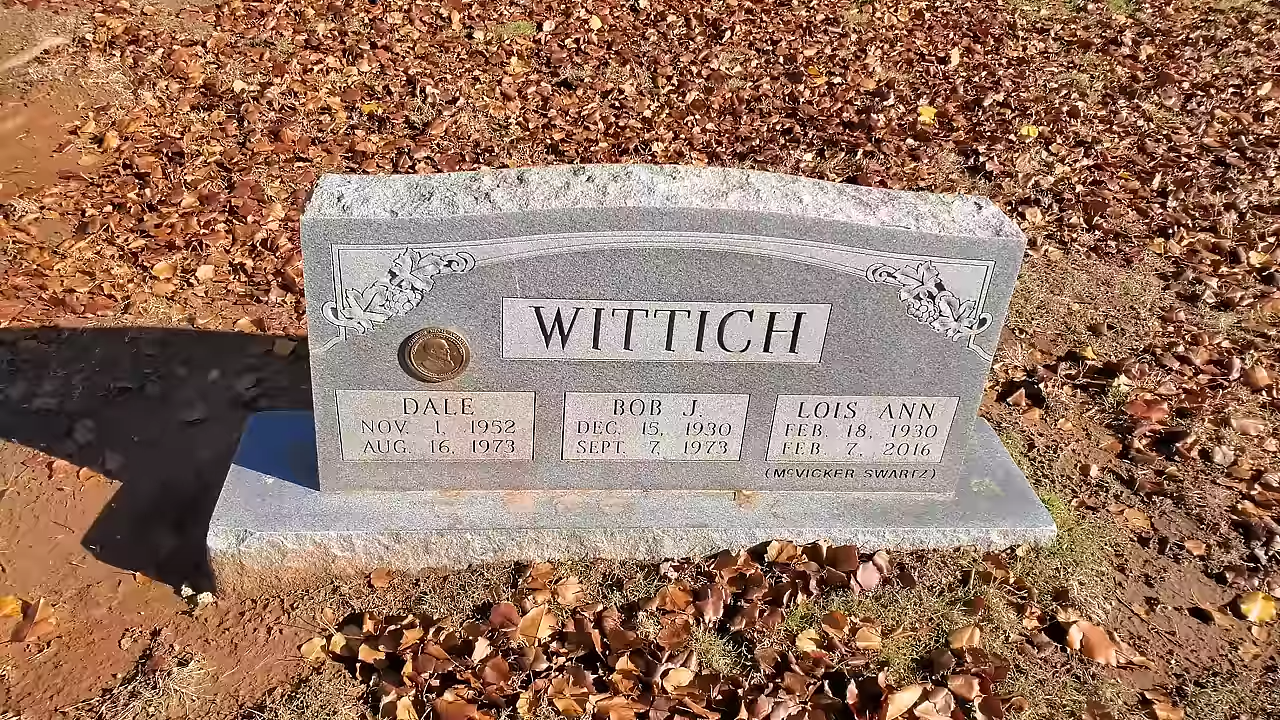 WITTICH
DALE
NOV. 1, 1952
AUG. 16, 1973
BOB J.
DEC. 15, 1930
SEPT. 7, 1973
LOIS ANN
FEB. 18, 1930
FEB. 7, 2016
(McVICKER SWARTZ)